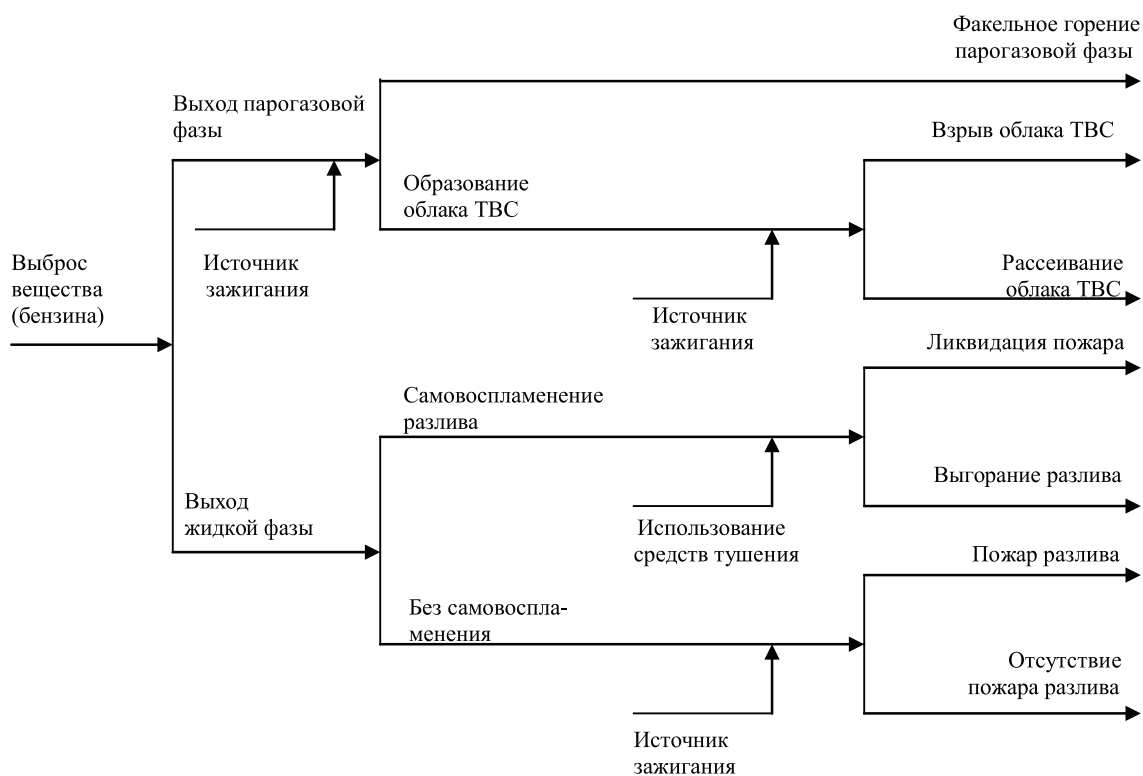 Факельное горение
парогазовой фазы
Выход парогазовой
фазы
Взрыв облака ТВС
Образование
облака ТВС
Выброс
вещества
(бензина)
Источник
зажигания
Рассеивание
облака ТВС
Источник
зажигания
Ликвидация пожара
Самовоспламенение
разлива
Выход
жидкой фазы
Выгорание разлива
Использование
средств тушения
Пожар разлива
Без самовоспла-
менения
Отсутствие
пожара разлива
Источник
зажигания